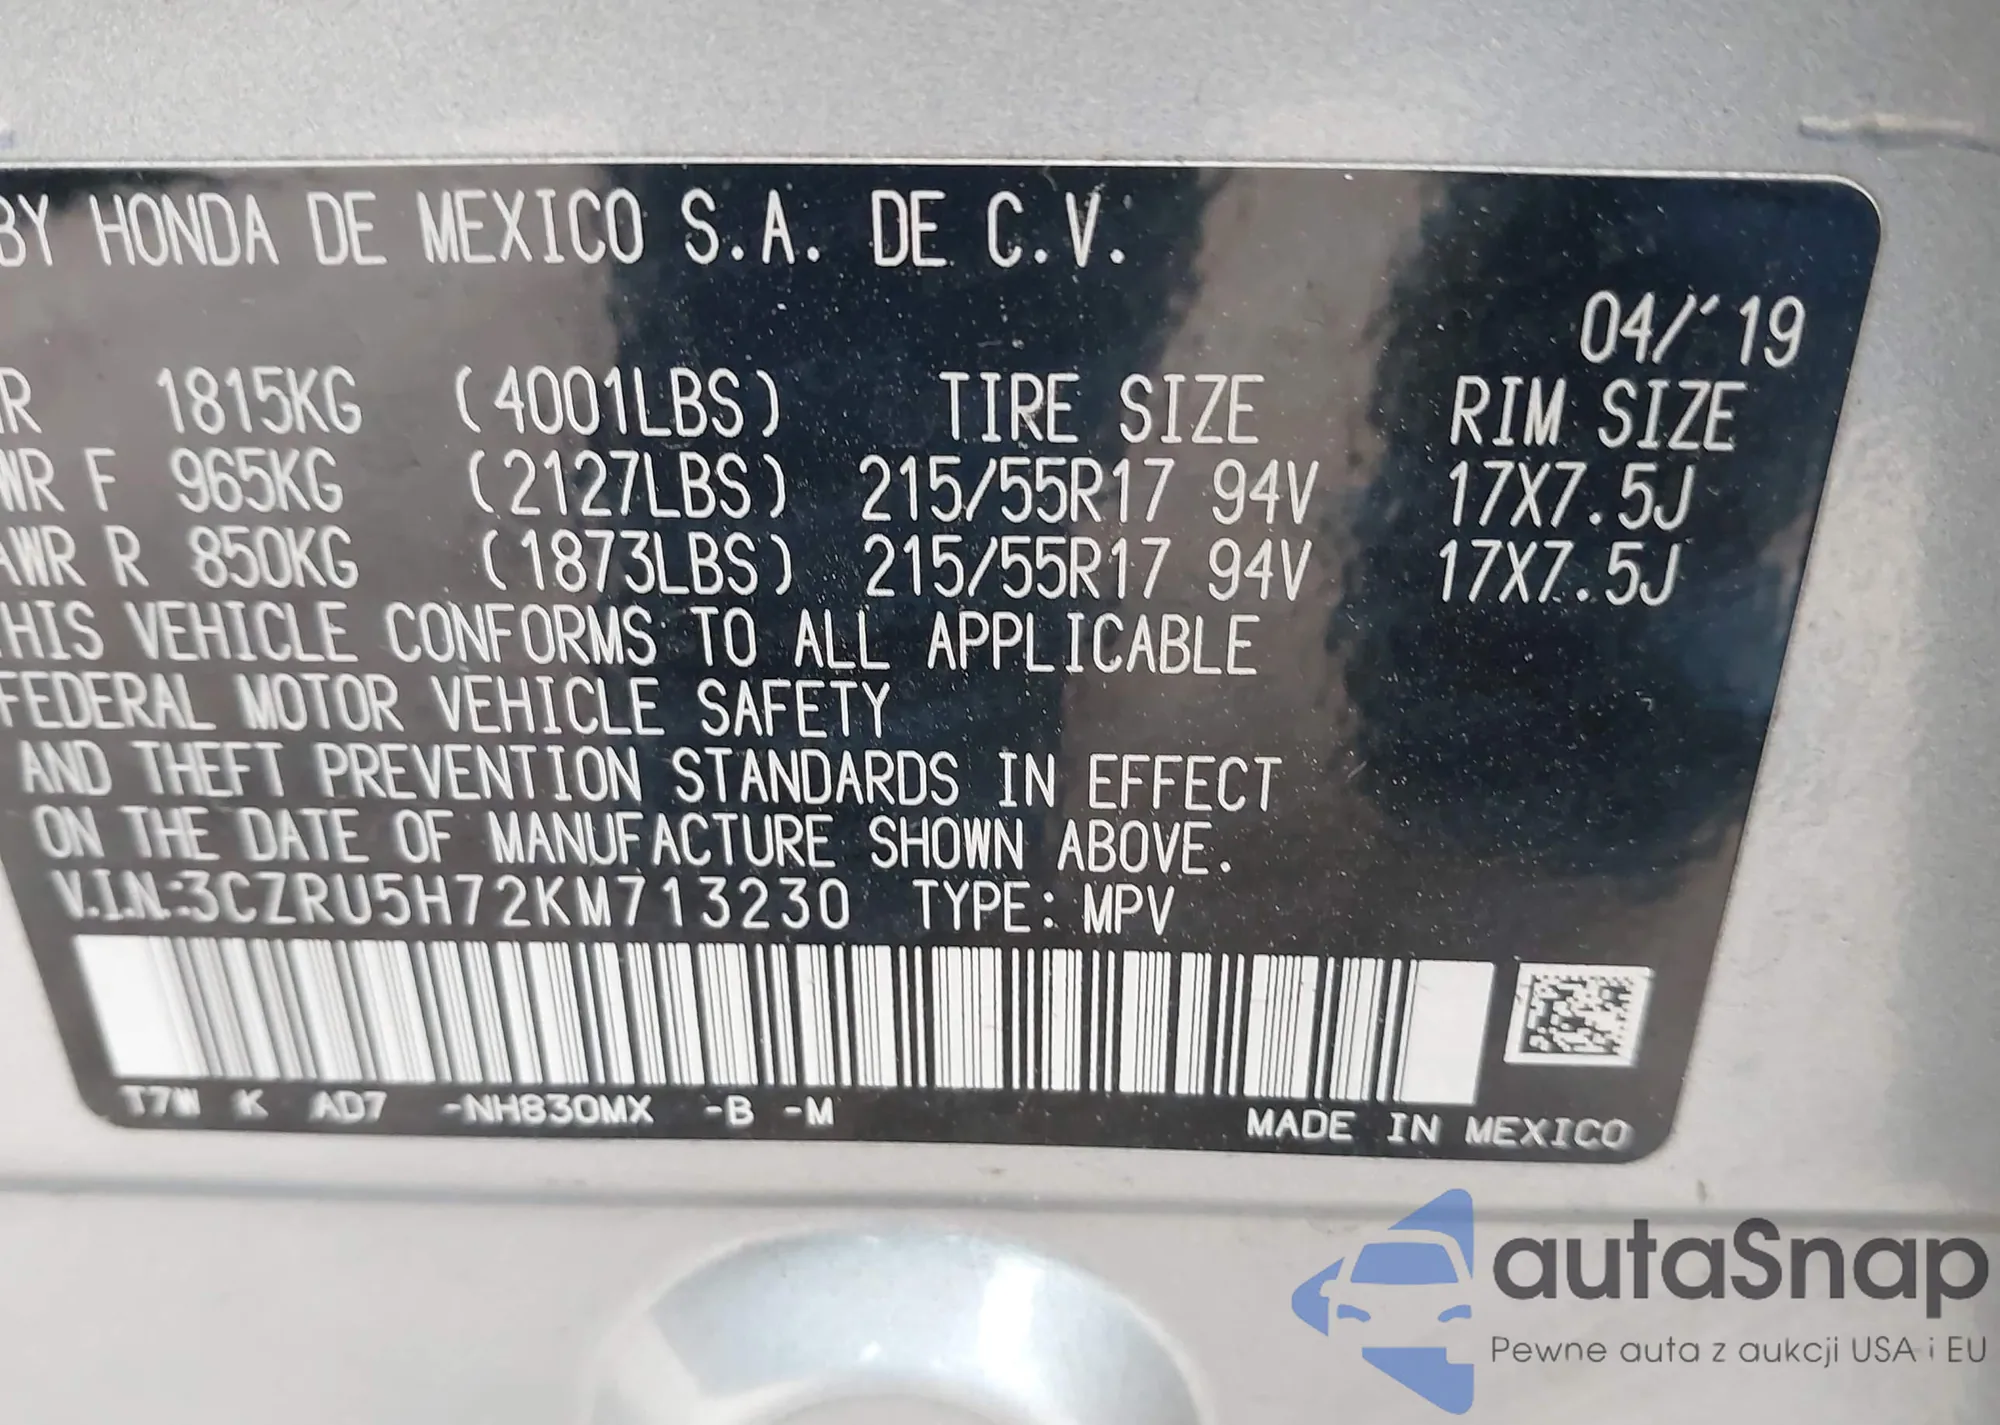 BY HONDA DE MEXICO S.A. DE C.V.
04/'19
R 1815KG (4001LBS) TIRE SIZE RIM SIZE
WR F 965KG (2127LBS) 215/55R17 94V 17X7.5J
AWR R 850KG (1873LBS) 215/55R17 94V 17X7.5J
THIS VEHICLE CONFORMS TO ALL APPLICABLE
FEDERAL MOTOR VEHICLE SAFETY
AND THEFT PREVENTION STANDARDS IN EFFECT
ON THE DATE OF MANUFACTURE SHOWN ABOVE.
V.I.N:3CZRU5H72KM713230 TYPE: MPV
T7W K AD7 -NH830MX -B -M
MADE IN MEXICO
autaSnap
Pewne auta z aukcji USA i EU